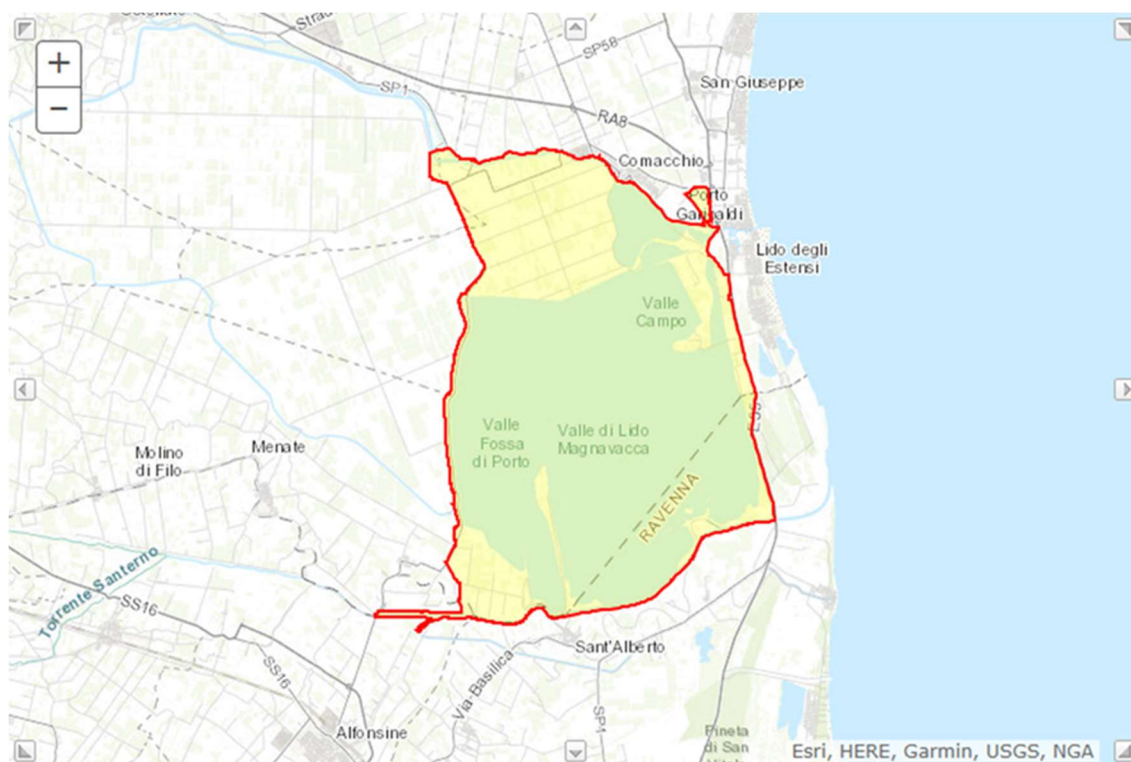 Strad
SP58
San Giuseppe
SP1
RA8
Comacchio
Porto
Garibaldi
Lido degli
Estensi
Valle
Campo
E55
Valle
Fossa
di Porto
Valle di Lido
Magnavacca
Molino
di Filo
Menate
RAVENNA
Torrente Santerno
SS16
Sant'Alberto
Via-Basilica
SS16
SP1
Alfonsine
Pineta
di San
Esri, HERE, Garmin, USGS, NGA
+
−